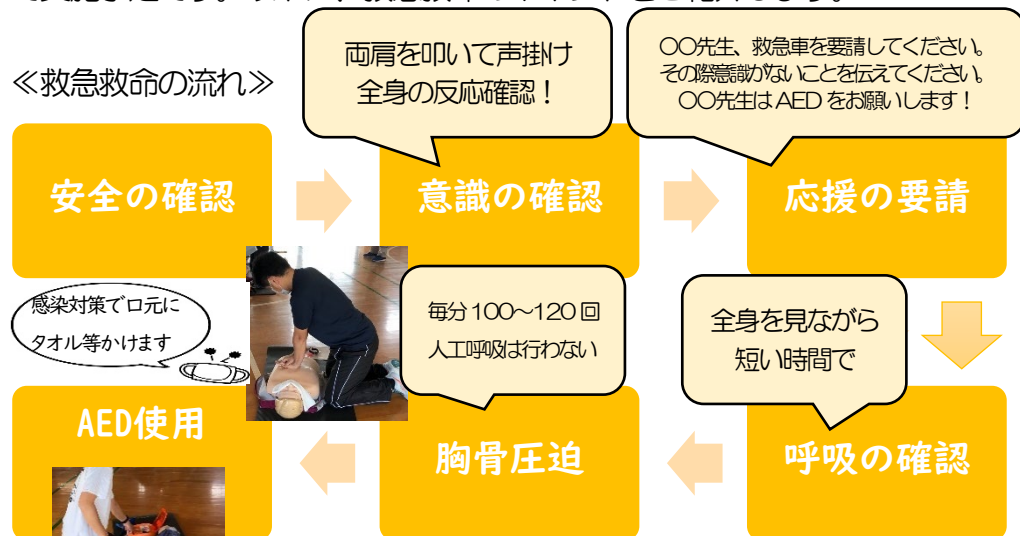 ≪救急救命の流れ≫
両肩を叩いて声掛け
全身の反応確認！
〇〇先生、救急車を要請してください。
その際意識がないことを伝えてください。
〇〇先生はAEDをお願いします！
安全の確認
意識の確認
応援の要請
感染対策で口元に
タオル等かけます
毎分100～120回
人工呼吸は行わない
全身を見ながら
短い時間で
AED使用
胸骨圧迫
呼吸の確認